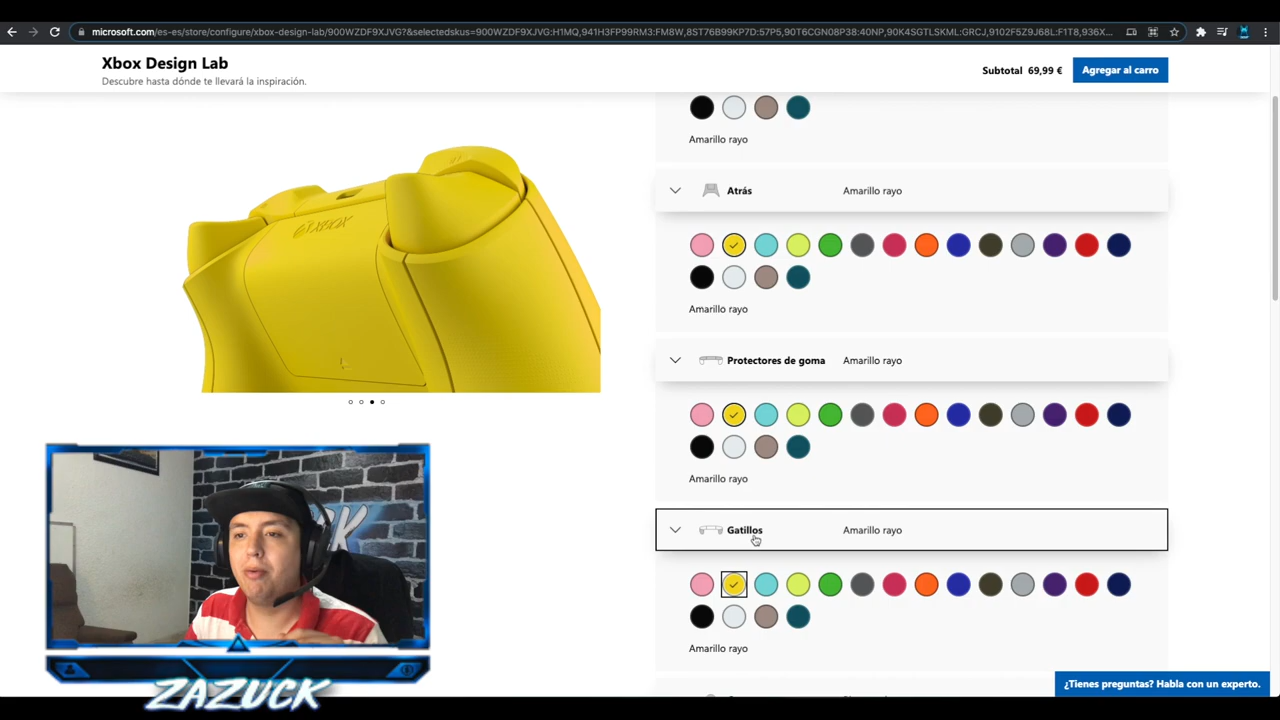 microsoft.com/es-es/store/configure/xbox-design-lab/900WZDF9XJVG?&selectedskus=900WZDF9XJVG:H1MQ,941H3FP99RM3:FM8W,8ST76B99KP7D:57P5,90T6CGN08P38:40NP,90K4SGTLSKML:GRCJ,9102F5Z9J68L:F1T8,936X...
Xbox Design Lab
Descubre hasta dónde te llevará la inspiración.
Subtotal 69,99 €
Agregar al carro
Amarillo rayo
Atrás Amarillo rayo
Amarillo rayo
Protectores de goma Amarillo rayo
Amarillo rayo
Gatillos Amarillo rayo
Amarillo rayo
XBOX
ZAZUCK
¿Tienes preguntas? Habla con un experto.